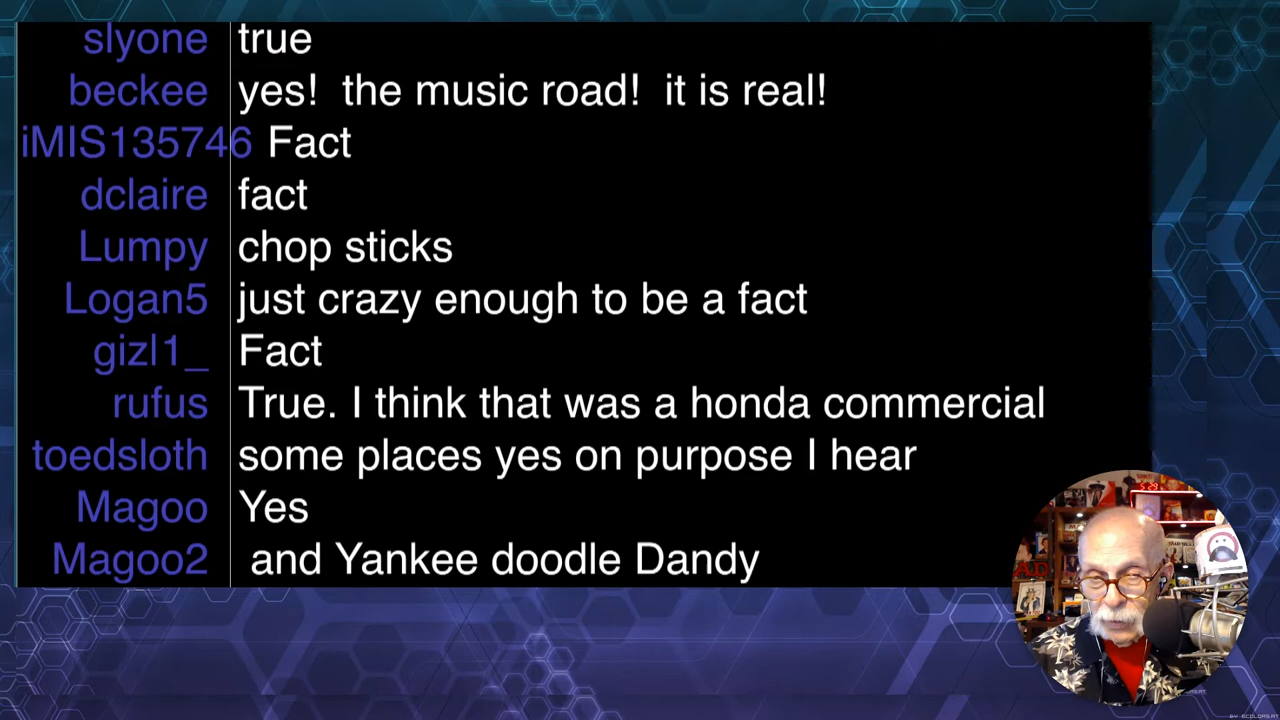 slyone true
beckee yes!  the music road!  it is real!
iMIS135746 Fact
dclaire fact
Lumpy chop sticks
Logan5 just crazy enough to be a fact
gizl1_ Fact
rufus True. I think that was a honda commercial
toedsloth some places yes on purpose I hear
Magoo Yes
Magoo2 and Yankee doodle Dandy